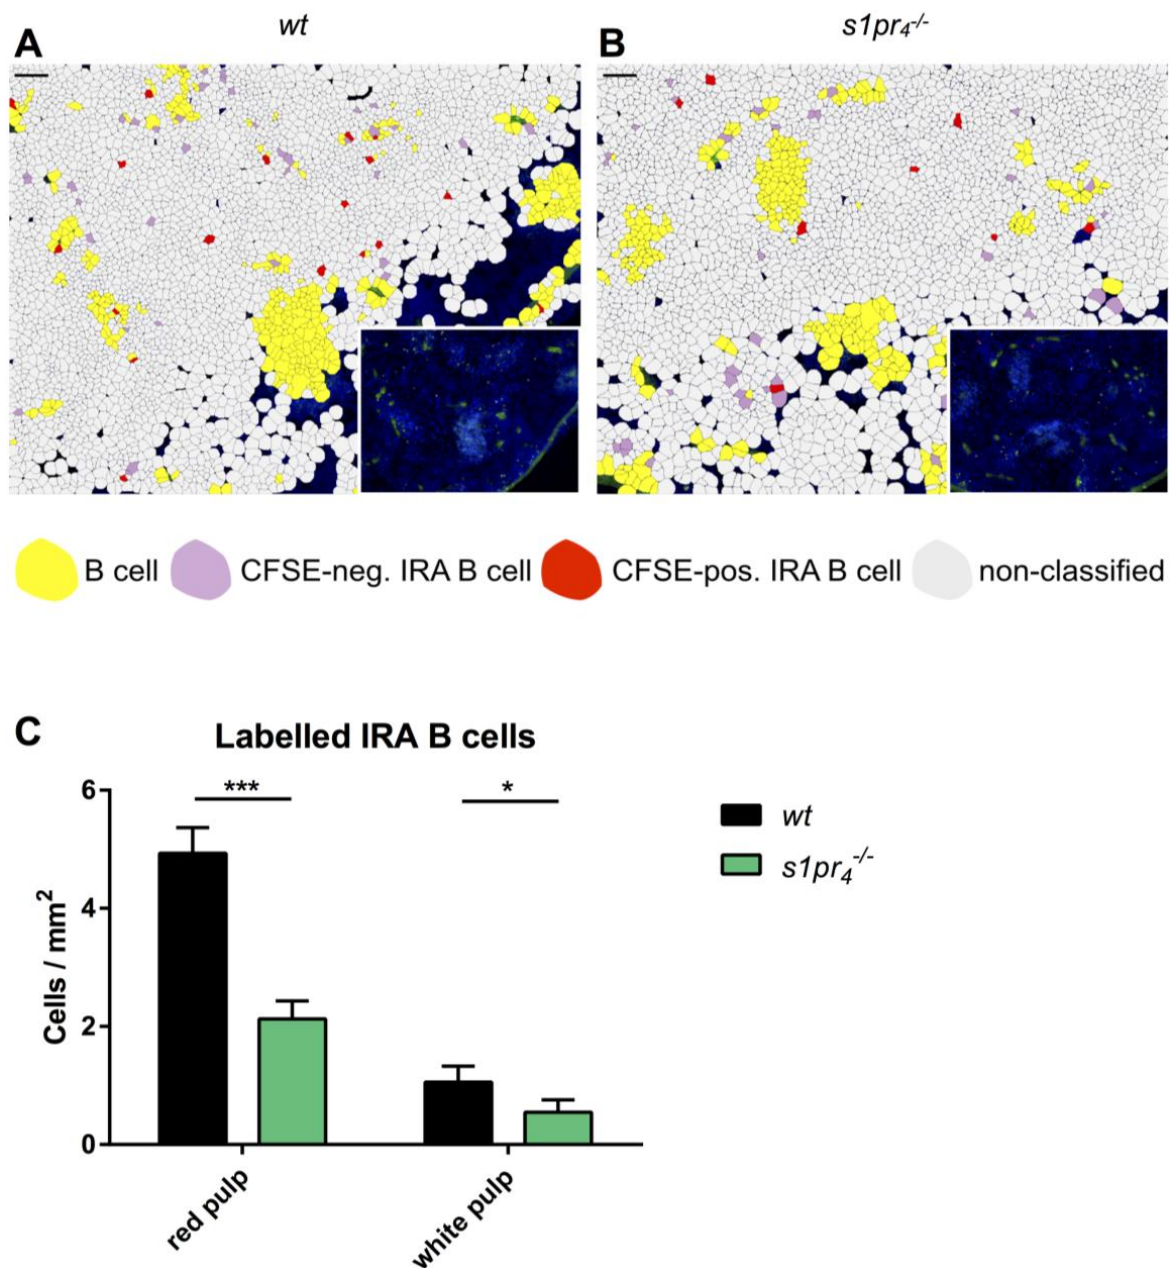 A wt B s1pr4-/-
B cell CFSE-neg. IRA B cell CFSE-pos. IRA B cell non-classified
C Labelled IRA B cells
*** *
6
4
2
0
Cells / mm2
red pulp white pulp
wt
s1pr4-/-